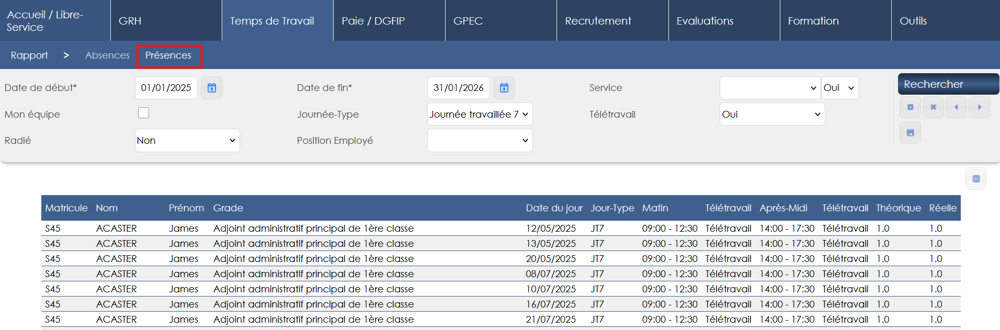 Accueil / Libre-Service GRH Temps de Travail Paie / DGFIP GPEC Recrutement Evaluations Formation Outils
Rapport > Absences Présences
Date de début* 01/01/2025 Date de fin* 31/01/2026 Service Oui Rechercher
Mon équipe Journée-Type Journée travaillée 7 Télétravail Oui
Radié Non Position Employé
Matricule Nom Prénom Grade Date du jour Jour-Type Matin Télétravail Après-Midi Télétravail Théorique Réelle
S45 ACASTER James Adjoint administratif principal de 1ère classe 12/05/2025 JT7 09:00 - 12:30 Télétravail 14:00 - 17:30 Télétravail 1.0 1.0
S45 ACASTER James Adjoint administratif principal de 1ère classe 13/05/2025 JT7 09:00 - 12:30 Télétravail 14:00 - 17:30 Télétravail 1.0 1.0
S45 ACASTER James Adjoint administratif principal de 1ère classe 20/05/2025 JT7 09:00 - 12:30 Télétravail 14:00 - 17:30 Télétravail 1.0 1.0
S45 ACASTER James Adjoint administratif principal de 1ère classe 08/07/2025 JT7 09:00 - 12:30 Télétravail 14:00 - 17:30 Télétravail 1.0 1.0
S45 ACASTER James Adjoint administratif principal de 1ère classe 10/07/2025 JT7 09:00 - 12:30 Télétravail 14:00 - 17:30 Télétravail 1.0 1.0
S45 ACASTER James Adjoint administratif principal de 1ère classe 16/07/2025 JT7 09:00 - 12:30 Télétravail 14:00 - 17:30 Télétravail 1.0 1.0
S45 ACASTER James Adjoint administratif principal de 1ère classe 21/07/2025 JT7 09:00 - 12:30 Télétravail 14:00 - 17:30 Télétravail 1.0 1.0